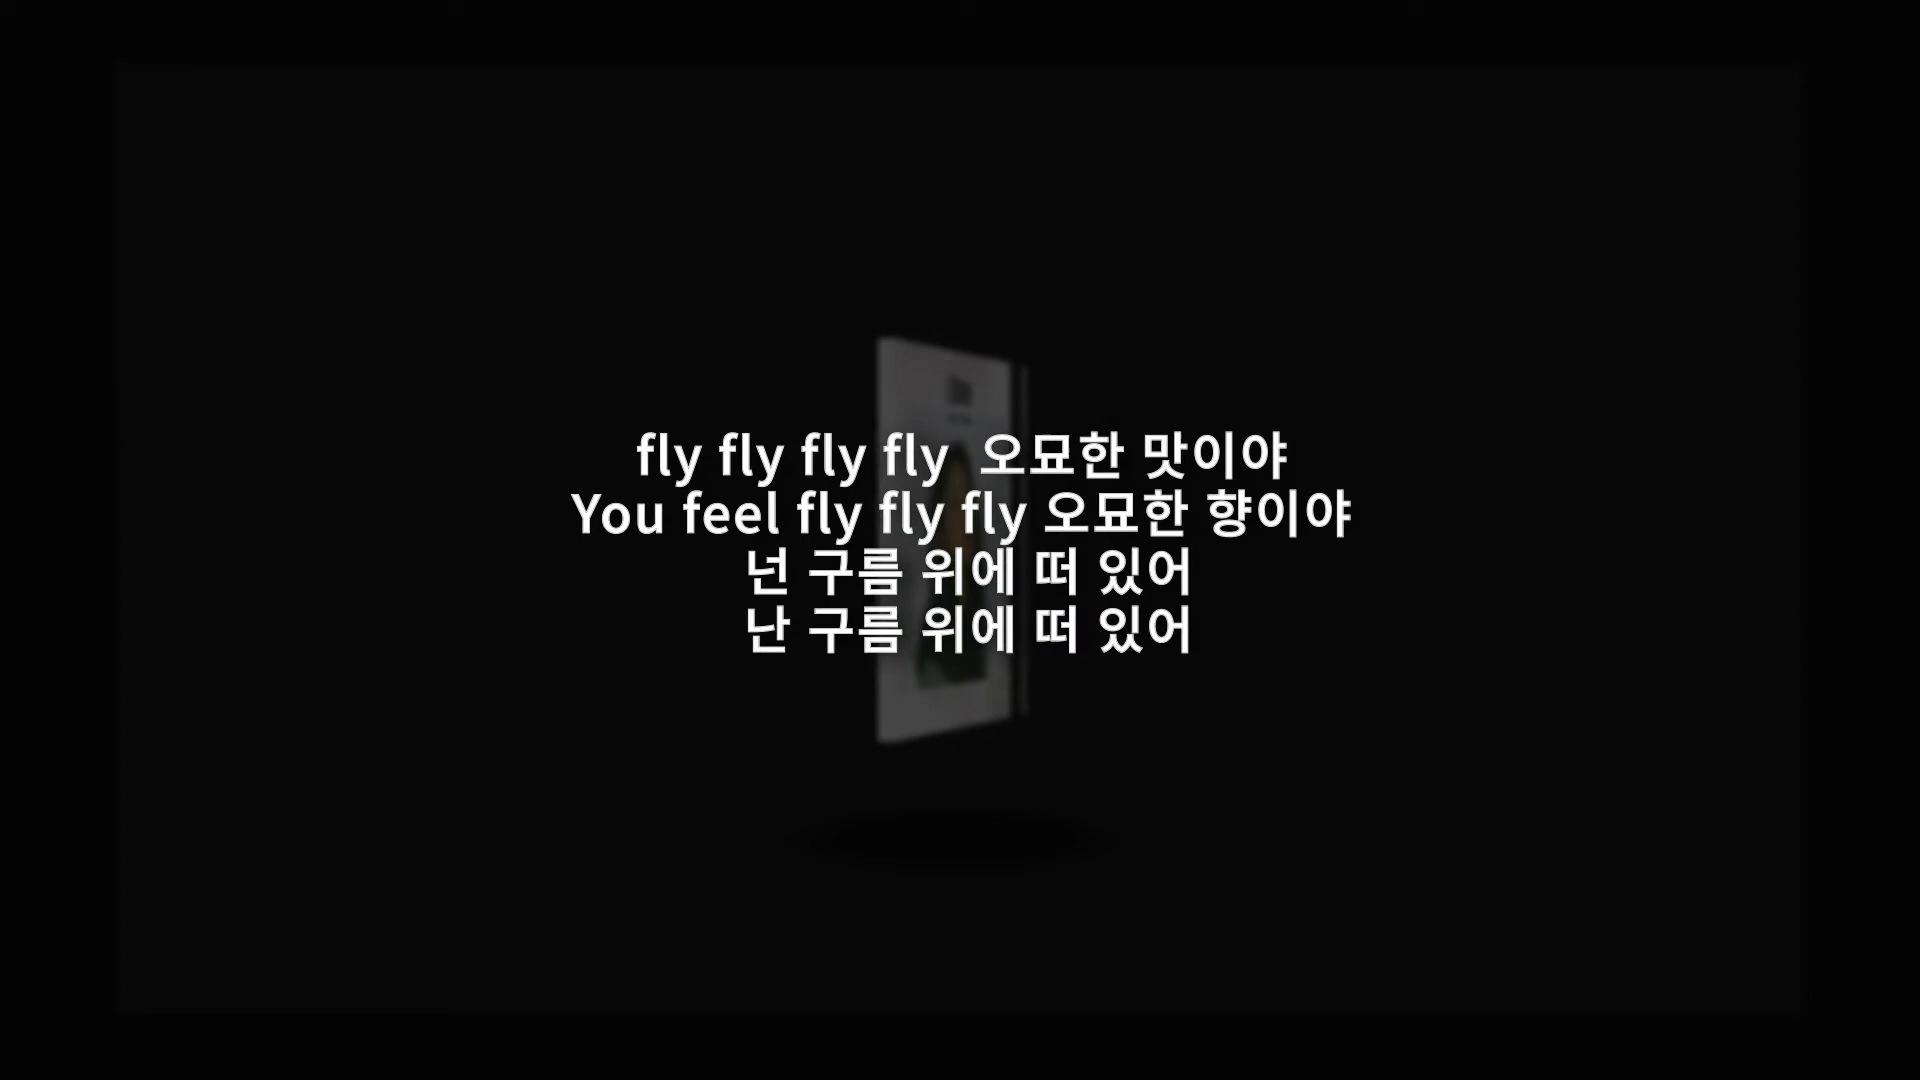 fly fly fly fly  오묘한 맛이야
You feel fly fly fly 오묘한 향이야
넌 구름 위에 떠 있어
난 구름 위에 떠 있어